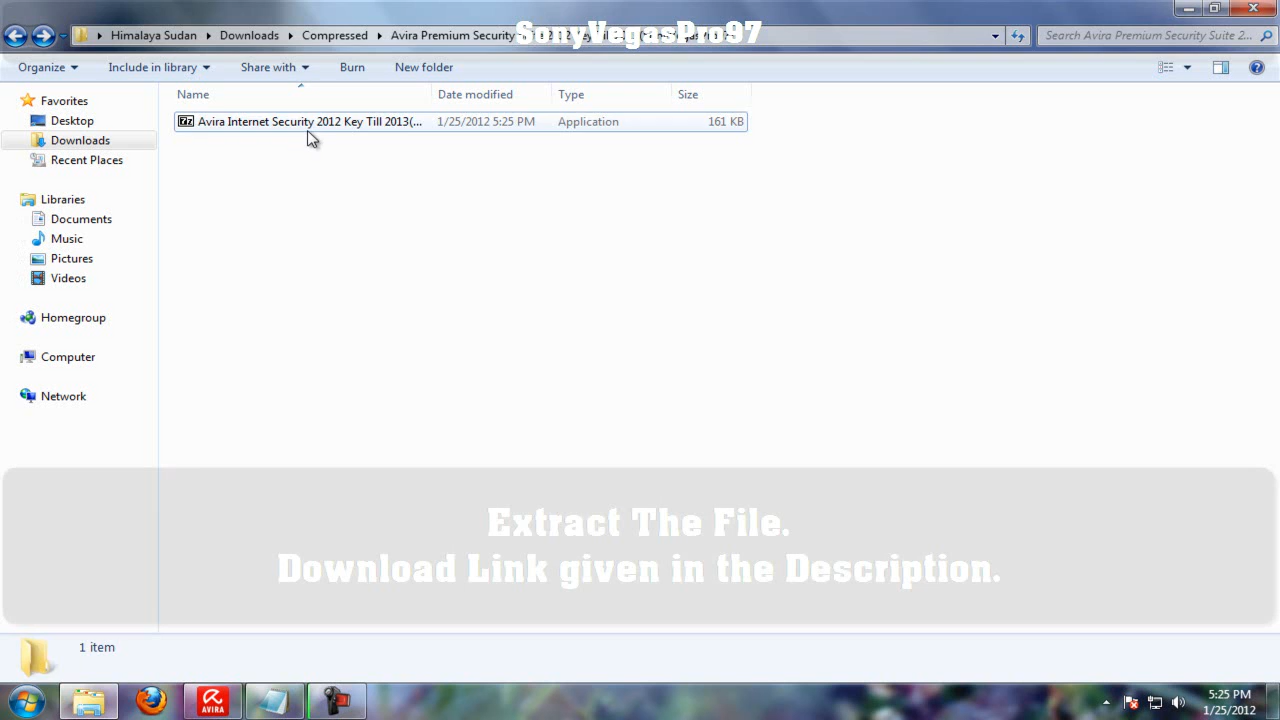 SonyVegasPro97
Himalaya Sudan Downloads Compressed Avira Premium Security
Search Avira Premium Security Suite 2...
Organize Include in library Share with Burn New folder
Name Date modified Type Size
Favorites
Desktop
Downloads
Recent Places
Libraries
Documents
Music
Pictures
Videos
Homegroup
Computer
Network
Avira Internet Security 2012 Key Till 2013(... 1/25/2012 5:25 PM Application 161 KB
Extract The File.
Download Link given in the Description.
1 item
AVIRA
5:25 PM
1/25/2012